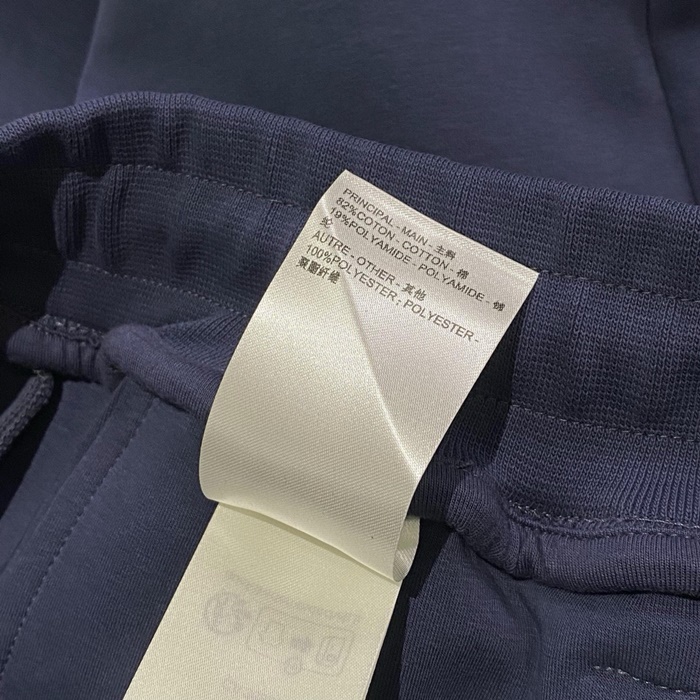 PRINCIPAL - MAIN - 主料
82%COTON - COTTON - 棉
19%POLYAMIDE - POLYAMIDE - 锦
纶
AUTRE - OTHER - 其他
100%POLYESTER ; POLYESTER -
聚酯纤维